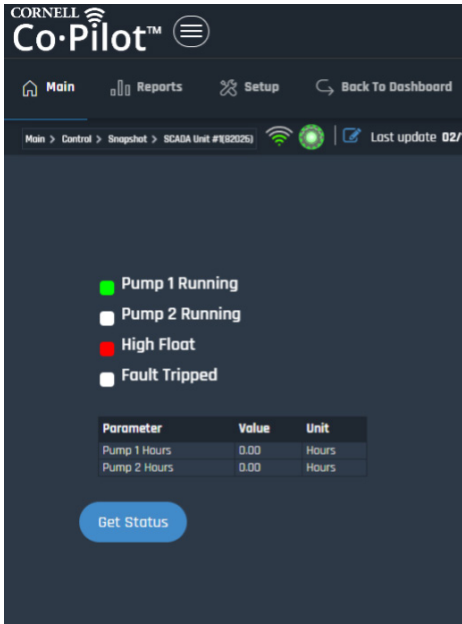 CORNELL
Co·Pilot™
Main Reports Setup Back To Dashboard
Main > Control > Snapshot > SCADA Unit #1(82025) Last update 02/
Pump 1 Running
Pump 2 Running
High Float
Fault Tripped
Parameter Value Unit
Pump 1 Hours 0.00 Hours
Pump 2 Hours 0.00 Hours
Get Status